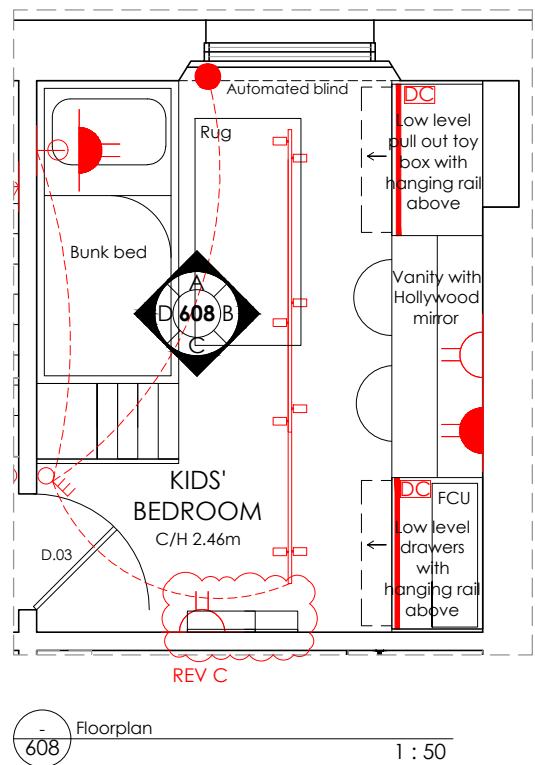 DC
Automated blind
Low level
pull out toy
box with
hanging rail
above
Rug
Bunk bed
A
D 608 B
C
Vanity with
Hollywood
mirror
KIDS'
BEDROOM
C/H 2.46m
DC
FCU
Low level
drawers
with
hanging rail
above
D.03
REV C
-
608
Floorplan
1 : 50